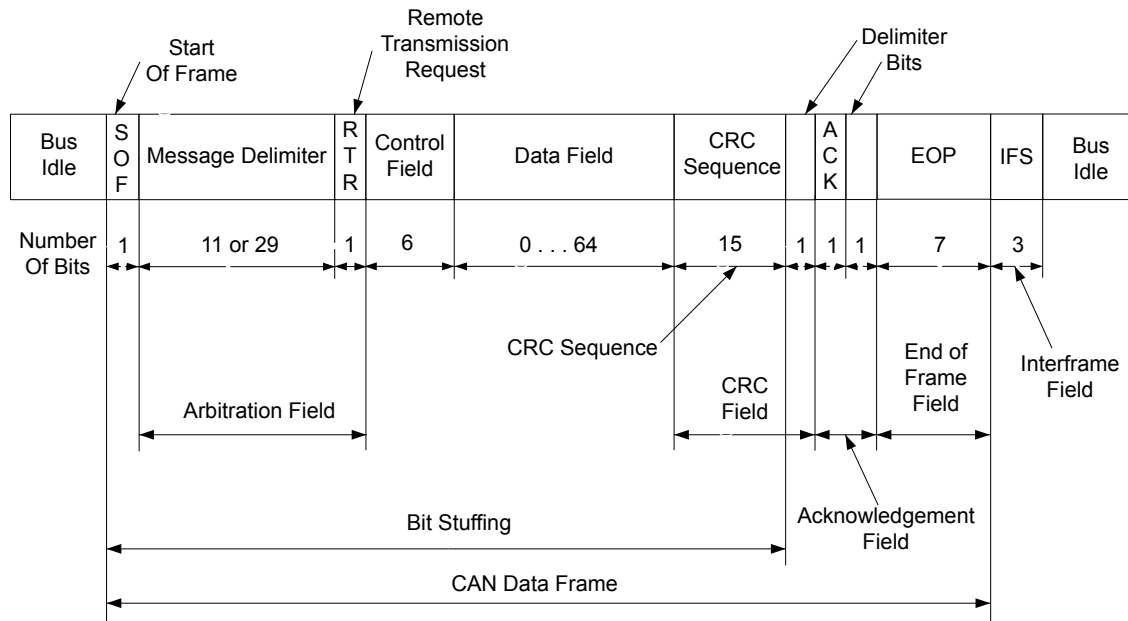 Start
Of Frame
Remote
Transmission
Request
Delimiter
Bits
Bus
Idle
S
O
F
Message Delimiter
R
T
R
Control
Field
Data Field
CRC
Sequence
A
C
K
EOP
IFS
Bus
Idle
Number
Of Bits
1
11 or 29
1
6
0 . . . 64
15
1
1
1
7
3
CRC Sequence
End of
Frame
Field
Interframe
Field
Arbitration Field
CRC
Field
Bit Stuffing
Acknowledgement
Field
CAN Data Frame